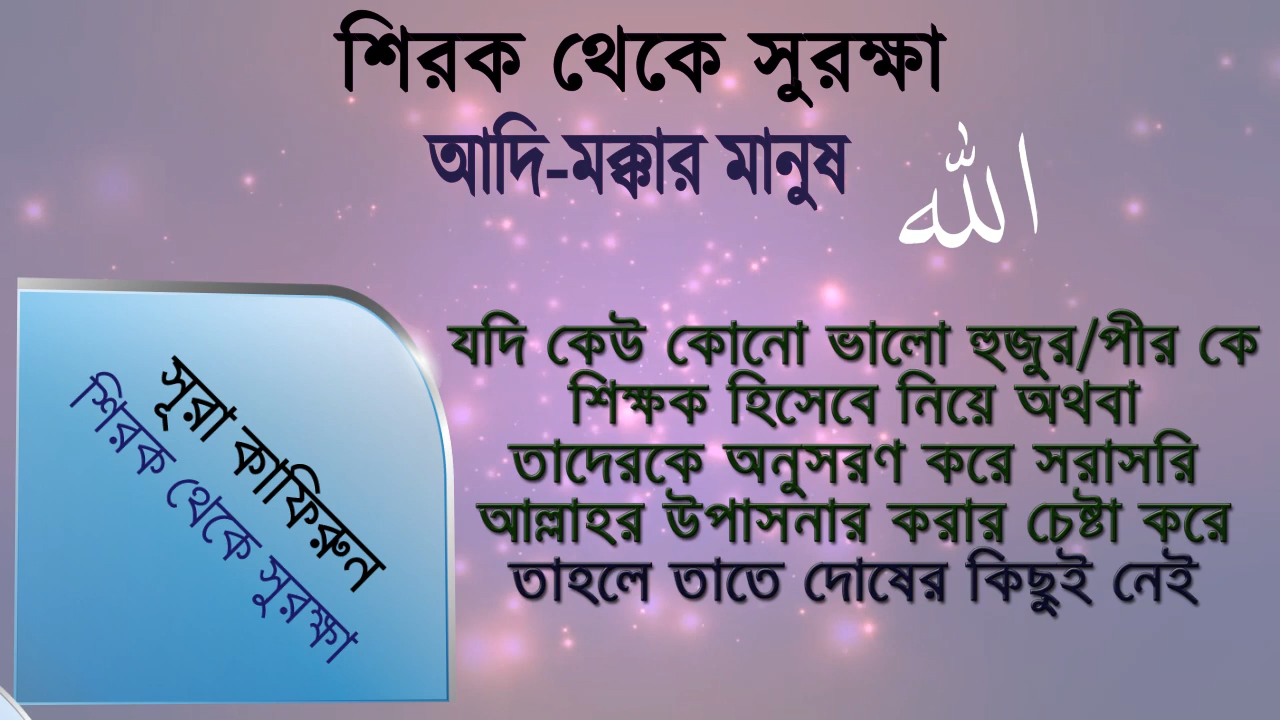 শিরক থেকে সুরক্ষা
আদি-মক্কার মানুষ
الله
সূরা কাফিরুন
শিরক থেকে সুরক্ষা
যদি কেউ কোনো ভালো হুজুর/পীর কে
শিক্ষক হিসেবে নিয়ে অথবা
তাদেরকে অনুসরণ করে সরাসরি
আল্লাহর উপাসনার করার চেষ্টা করে
তাহলে তাতে দোষের কিছুই নেই